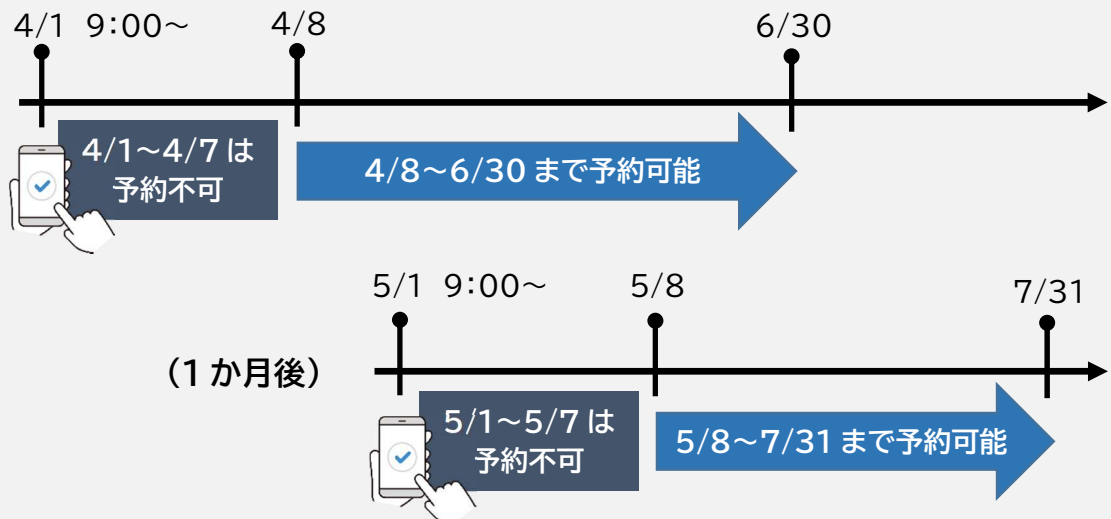 4/1 9:00～
4/8
6/30
4/1～4/7 は
予約不可
4/8～6/30 まで予約可能
5/1 9:00～
5/8
7/31
（1 か月後）
5/1～5/7 は
予約不可
5/8～7/31 まで予約可能